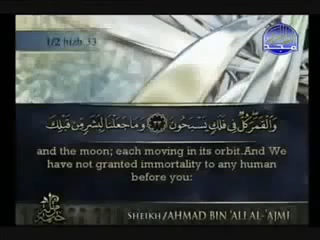 1/2 hizb 33
وَٱلْقَمَرَ كُلٌّ فِى فَلَكٍ يَسْبَحُونَ ﴿٣٣﴾ وَمَا جَعَلْنَا لِبَشَرٍ مِّن قَبْلِكَ
and the moon; each moving in its orbit.And We
have not granted immortality to any human
before you:
SHEIKH/AHMAD BIN 'ALI AL-'AJMI